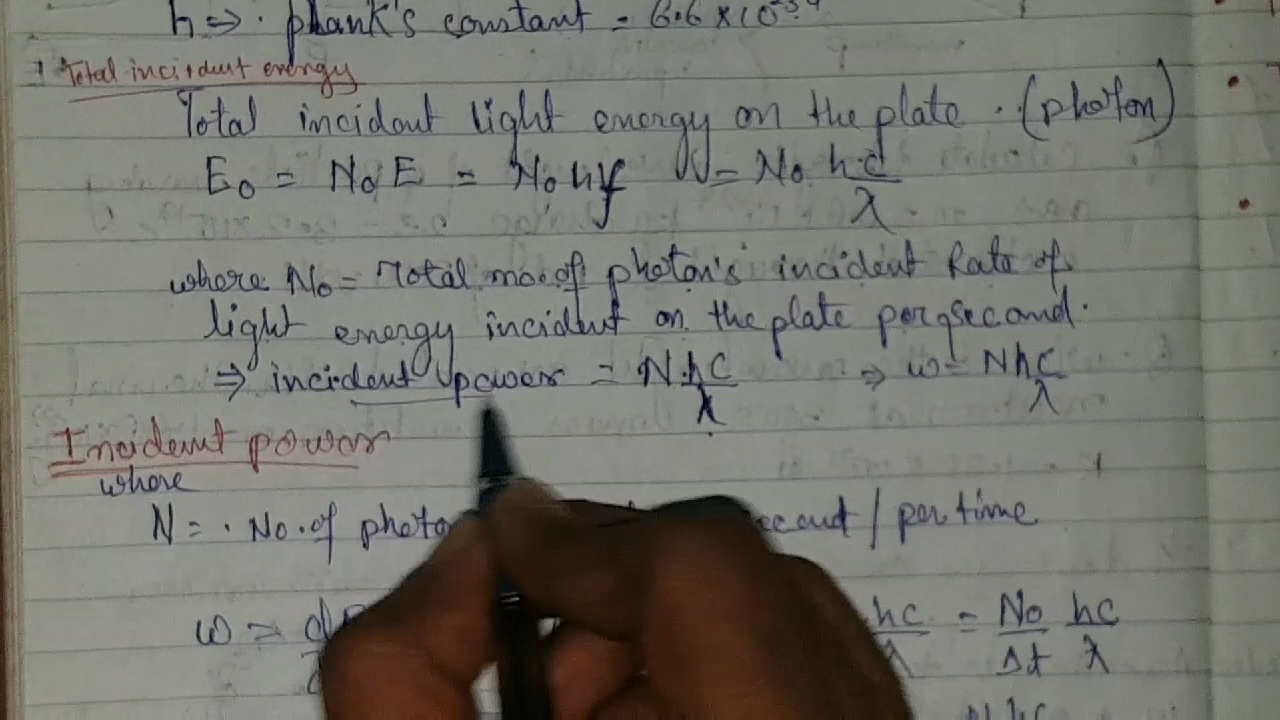 h ⇒ · plank's constant = 6.6 × 10⁻³⁴
Total incident energy
Total incident light energy on the plate . (photon)
E₀ = N₀E = N₀hf = N₀ hc/λ
where N₀ = Total no. of photon's incident Rate of
light energy incident on the plate per second.
⇒ incident power = N hc/λ ⇒ w = Nhc/λ
Incident power
where
N = . No. of / per time
w = hc = N₀/Δt hc/λ